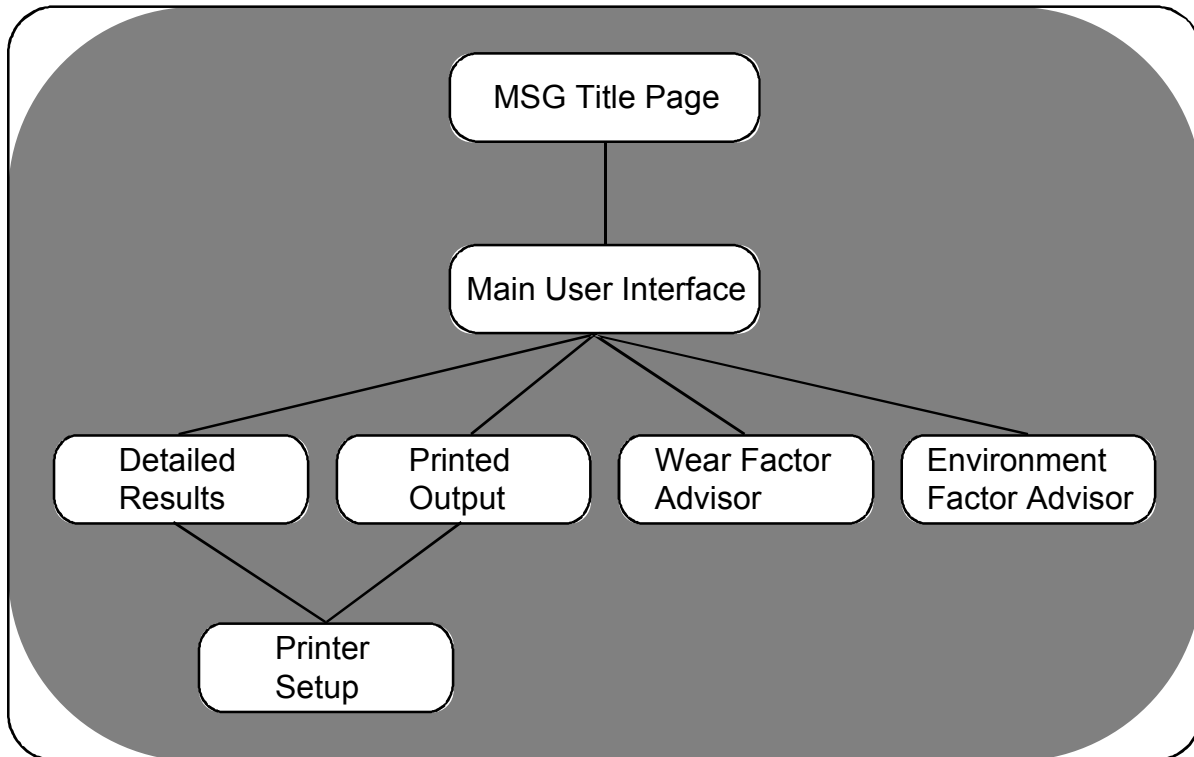 MSG Title Page
Main User Interface
Detailed
Results
Printed
Output
Wear Factor
Advisor
Environment
Factor Advisor
Printer
Setup